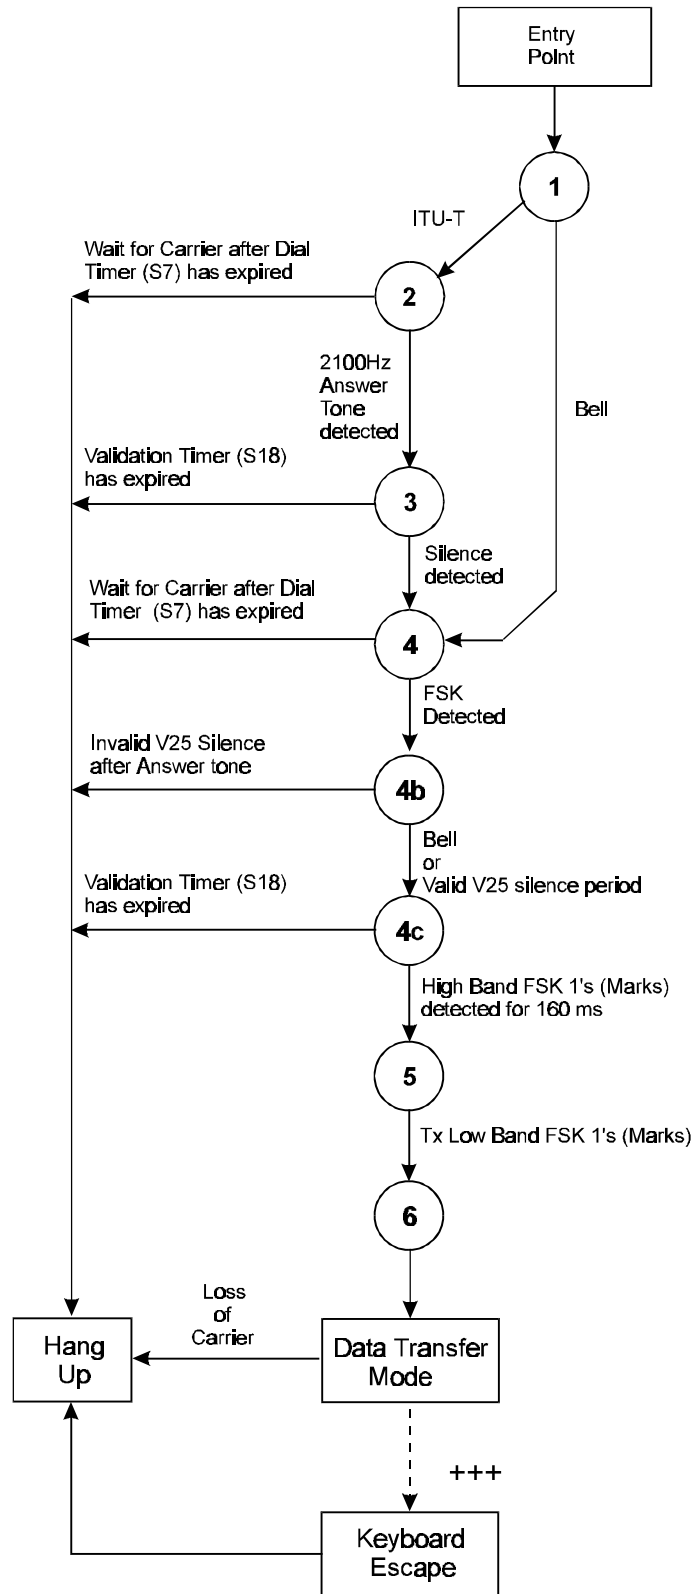 Entry
PoInt
1
ITU-T
Wait for Carrier after Dial
Timer (S7) has expired
2
2100Hz
Answer
Tone
detected
Bell
Validation Timer (S18)
has expired
3
Silence
detected
Wait for Carrier after Dial
Timer (S7) has expired
4
FSK
Detected
Invalid V25 Silence
after Answer tone
4b
Bell
or
Valid V25 silence period
Validation Timer (S18)
has expired
4c
High Band FSK 1's (Marks)
detected for 160 ms
5
Tx Low Band FSK 1's (Marks)
6
Loss
of
Carrier
Hang
Up
Data Transfer
Mode
+++
Keyboard
Escape